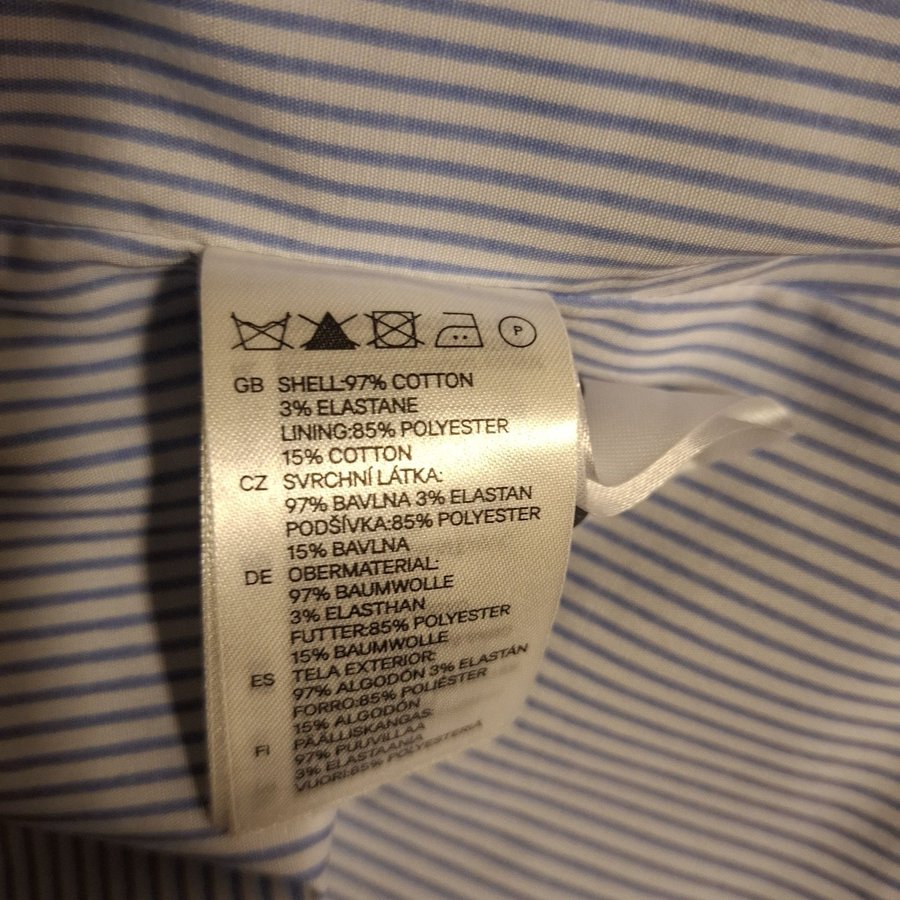 P
GB SHELL:97% COTTON
3% ELASTANE
LINING:85% POLYESTER
15% COTTON
CZ SVRCHNÍ LÁTKA:
97% BAVLNA 3% ELASTAN
PODŠÍVKA:85% POLYESTER
15% BAVLNA
DE OBERMATERIAL:
97% BAUMWOLLE
3% ELASTHAN
FUTTER:85% POLYESTER
15% BAUMWOLLE
ES TELA EXTERIOR:
97% ALGODÓN 3% ELASTÁN
FORRO:85% POLIÉSTER
15% ALGODÓN
FI PÄÄLLISKANGAS:
97% PUUVILLAA
3% ELASTAANIA
VUORI:85% POLYESTERIÄ